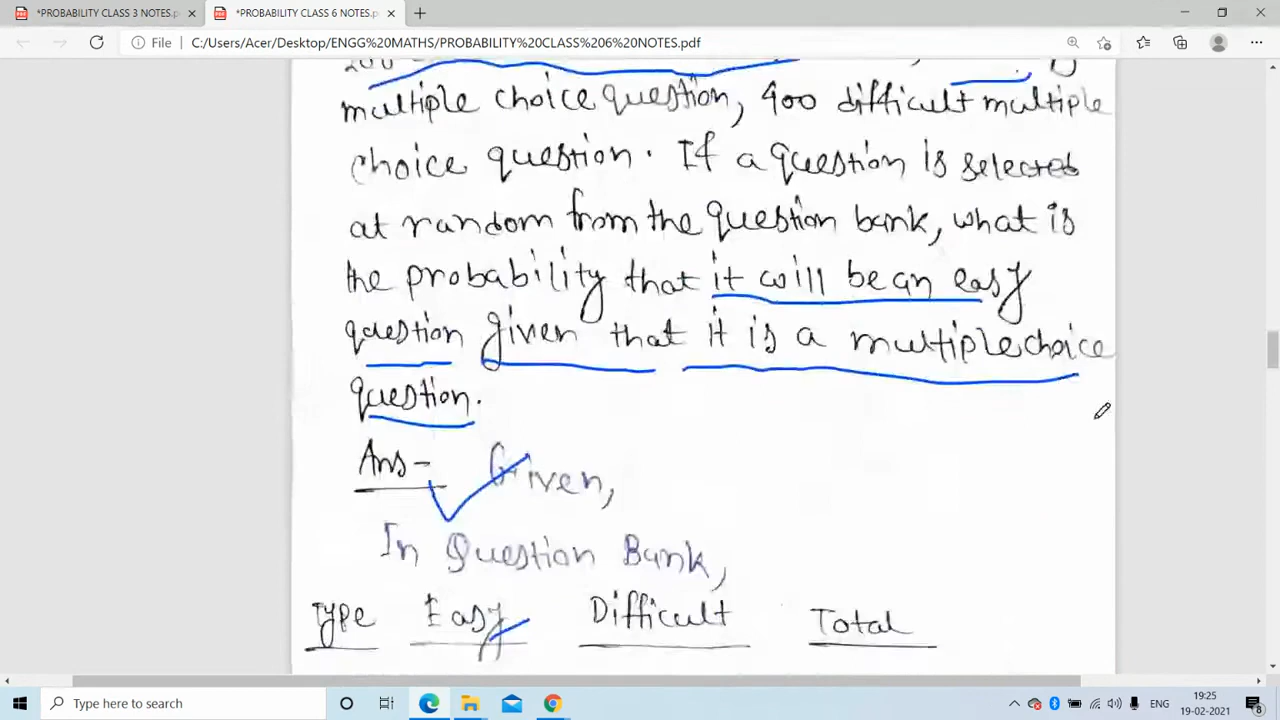 *PROBABILITY CLASS 3 NOTES.p
*PROBABILITY CLASS 6 NOTES.p
File
C:/Users/Acer/Desktop/ENGG%20MATHS/PROBABILITY%20CLASS%206%20NOTES.pdf
multiple choice question, 400 difficult multiple
choice question. If a question is selected
at random from the question bank, what is
the probability that it will be an easy
question given that it is a multiple choice
question.
Ans- Given,
In Question Bank,
Type Easy Difficult Total
Type here to search
ENG
19:25
19-02-2021
8